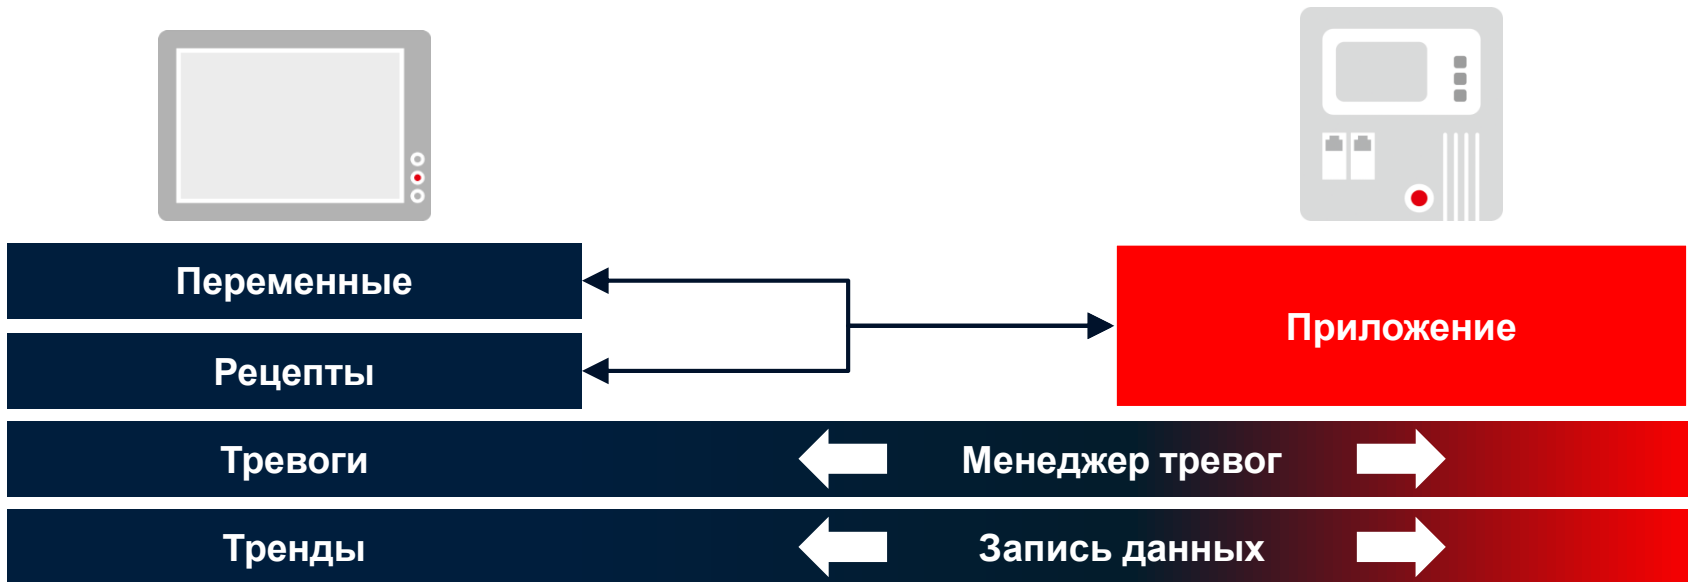 Переменные
Приложение
Рецепты
Тревоги
Менеджер тревог
Тренды
Запись данных